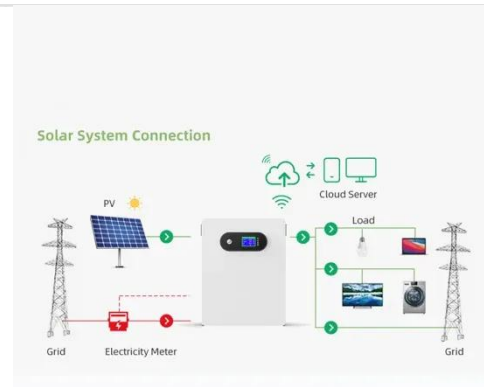 Solar System Connection
Cloud Server
PV
Load
Grid
Electricity Meter
Grid